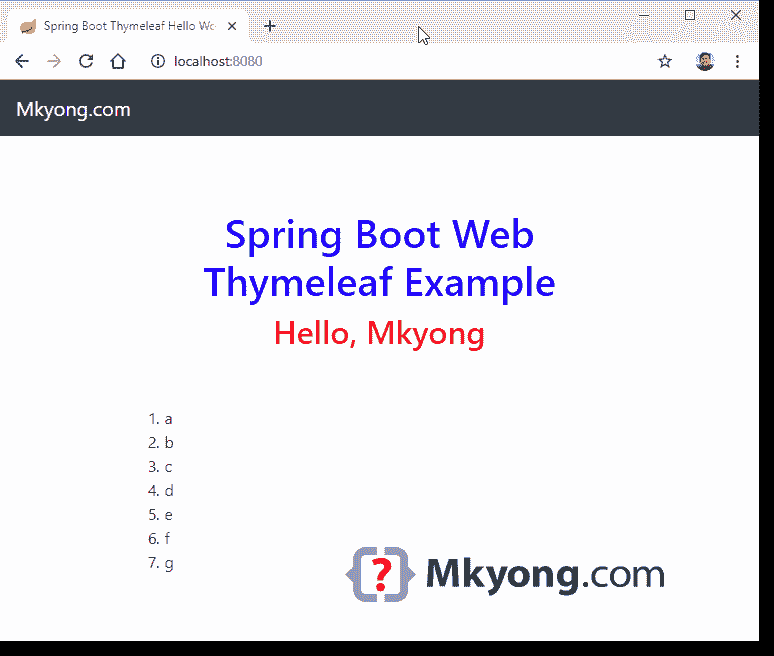 Spring Boot Thymeleaf Hello Wo
localhost:8080
Mkyong.com
Spring Boot Web
Thymeleaf Example
Hello, Mkyong
1. a
2. b
3. c
4. d
5. e
6. f
7. g
{?} Mkyong.com